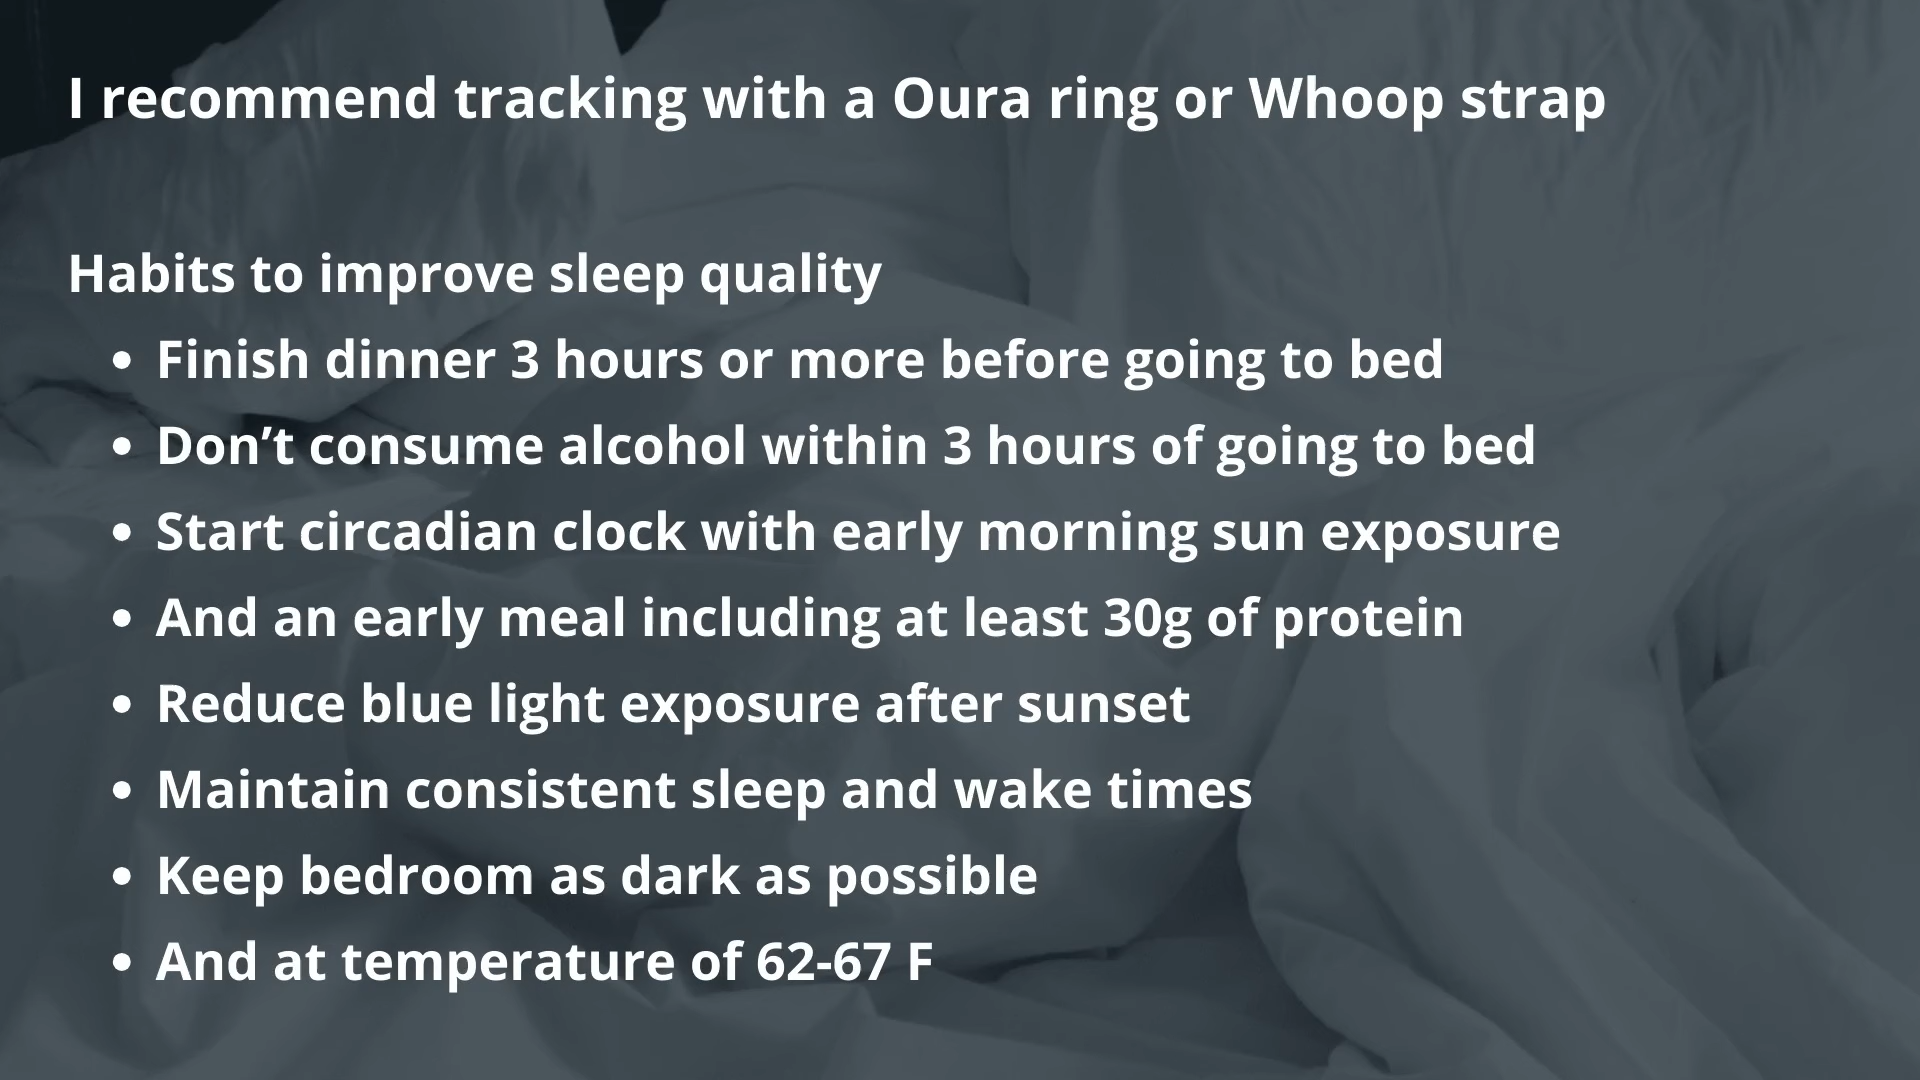 I recommend tracking with a Oura ring or Whoop strap
Habits to improve sleep quality
• Finish dinner 3 hours or more before going to bed
• Don’t consume alcohol within 3 hours of going to bed
• Start circadian clock with early morning sun exposure
• And an early meal including at least 30g of protein
• Reduce blue light exposure after sunset
• Maintain consistent sleep and wake times
• Keep bedroom as dark as possible
• And at temperature of 62-67 F